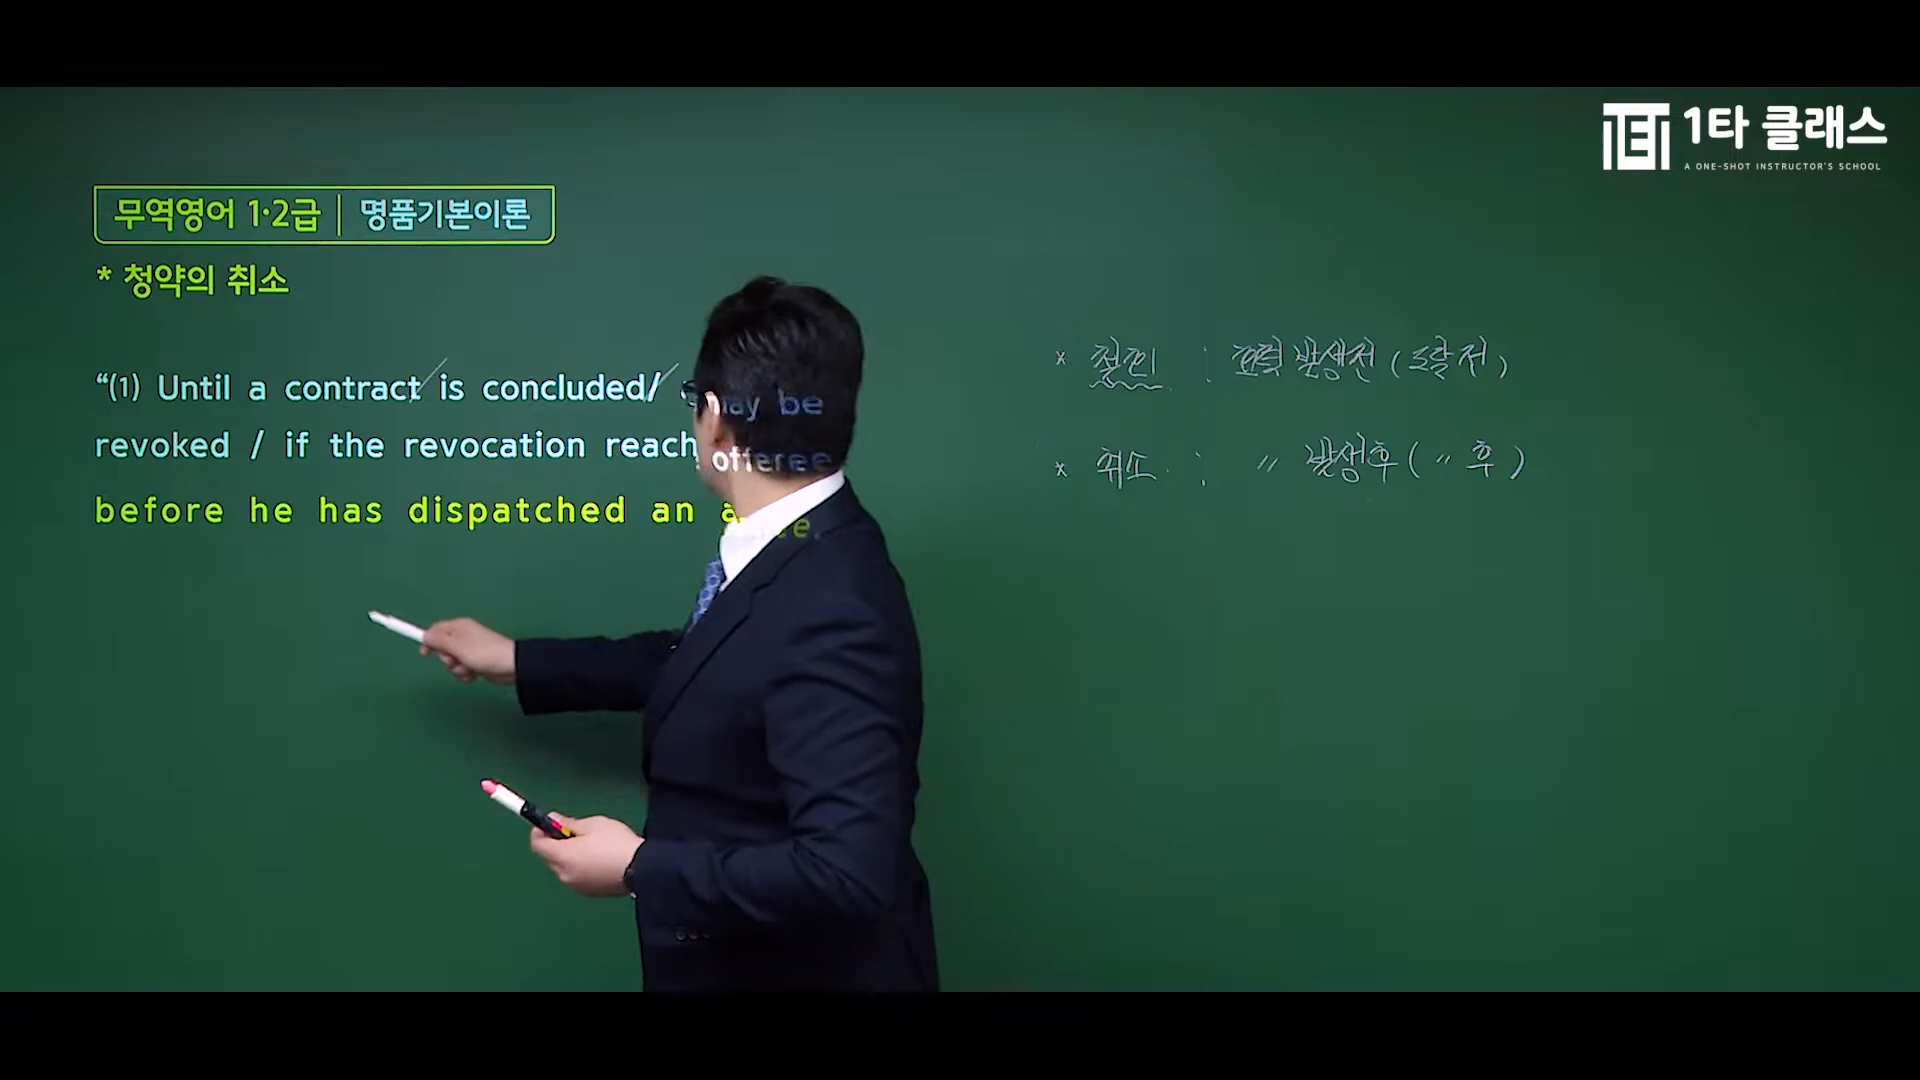 1타 클래스
A ONE-SHOT INSTRUCTOR'S SCHOOL
무역영어 1·2급 | 명품기본이론
* 청약의 취소
“(1) Until a contract is concluded/ may be
revoked / if the revocation reach offeree
before he has dispatched an
* 철회 : 효력 발생전 (도달 전)
* 취소 : 〃 발생후 (〃 후)